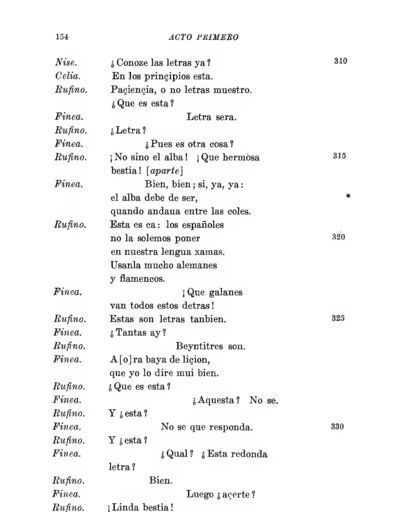 154 ACTO PRIMERO
Nise. ¿Conoze las letras ya? 310
Celia. En los prinçipios esta.
Rufino. Paçiençia, o no letras muestro.
¿Que es esta?
Finea. Letra sera.
Rufino. ¿Letra?
Finea. ¿Pues es otra cosa?
Rufino. ¡No sino el alba! ¡Que hermosa 315
bestia! [aparte]
Finea. Bien, bien; si, ya, ya:
el alba debe de ser, *
quando andaua entre las coles.
Rufino. Esta es ca: los españoles
no la solemos poner 320
en nuestra lengua xamas.
Usanla mucho alemanes
y flamencos.
Finea. ¡Que galanes
van todos estos detras!
Rufino. Estas son letras tanbien. 325
Finea. ¿Tantas ay?
Rufino. Beyntitres son.
Finea. A[o]ra baya de liçion,
que yo lo dire mui bien.
Rufino. ¿Que es esta?
Finea. ¿Aquesta? No se.
Rufino. Y ¿esta?
Finea. No se que responda. 330
Rufino. Y ¿esta?
Finea. ¿Qual? ¿Esta redonda
letra?
Rufino. Bien.
Finea. Luego ¿açerte?
Rufino. ¡Linda bestia!